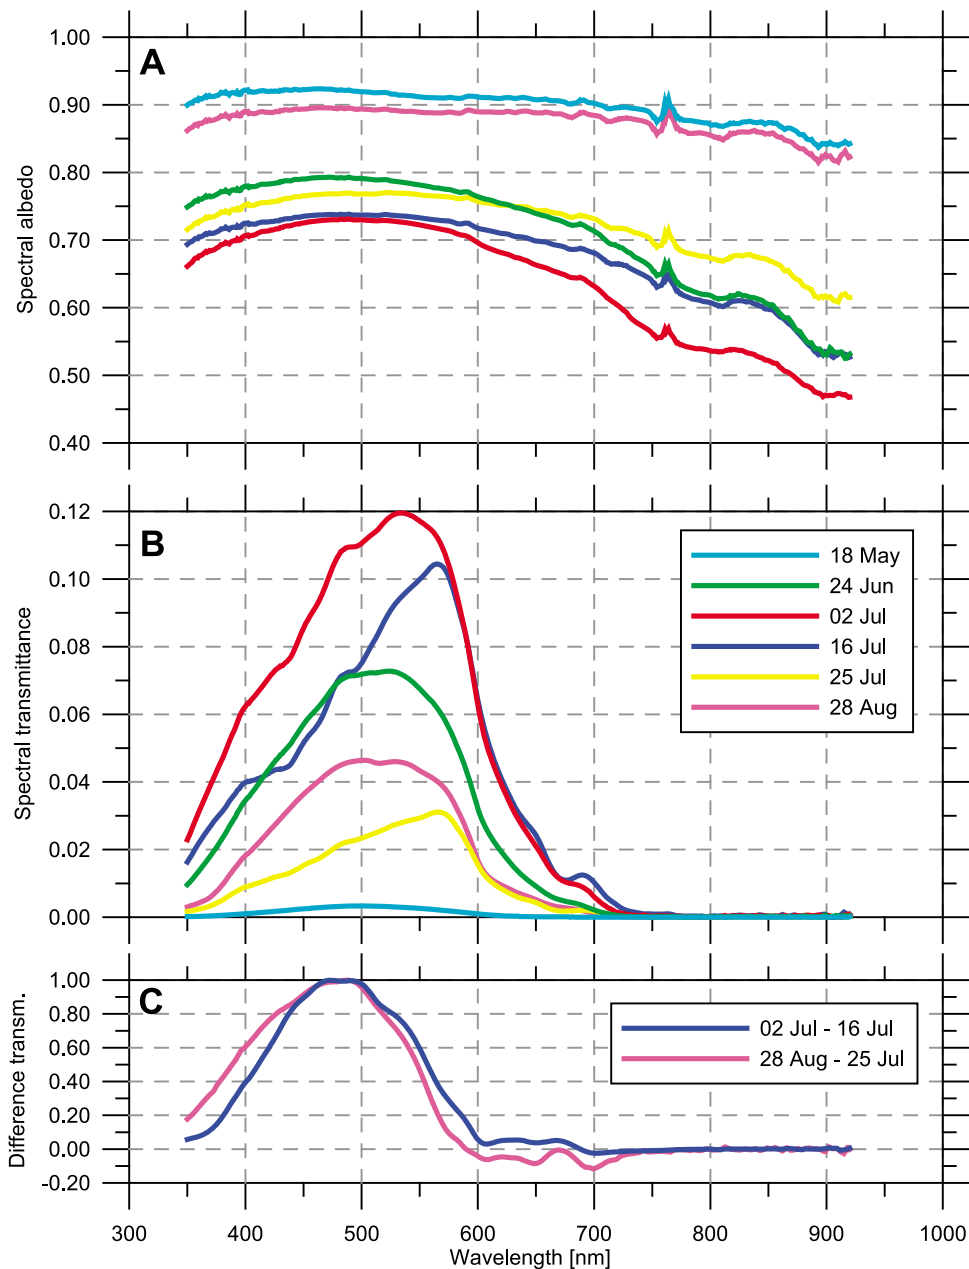 A
1.00
0.90
0.80
0.70
0.60
0.50
0.40
Spectral albedo
B
0.12
0.10
0.08
0.06
0.04
0.02
0.00
Spectral transmittance
18 May
24 Jun
02 Jul
16 Jul
25 Jul
28 Aug
C
1.00
0.80
0.60
0.40
0.20
0.00
-0.20
Difference transm.
02 Jul - 16 Jul
28 Aug - 25 Jul
300 400 500 600 700 800 900 1000
Wavelength [nm]